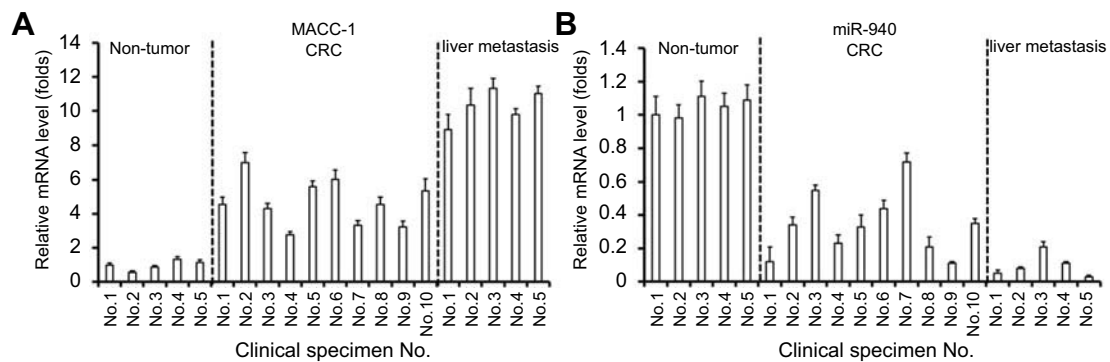 A
MACC-1
Non-tumor
CRC
liver metastasis
Relative mRNA level (folds)
14
12
10
8
6
4
2
0
No.1
No.2
No.3
No.4
No.5
No.1
No.2
No.3
No.4
No.5
No.6
No.7
No.8
No.9
No.10
No.1
No.2
No.3
No.4
No.5
Clinical specimen No.
B
miR-940
Non-tumor
CRC
liver metastasis
Relative mRNA level (folds)
1.4
1.2
1
0.8
0.6
0.4
0.2
0
No.1
No.2
No.3
No.4
No.5
No.1
No.2
No.3
No.4
No.5
No.6
No.7
No.8
No.9
No.10
No.1
No.2
No.3
No.4
No.5
Clinical specimen No.